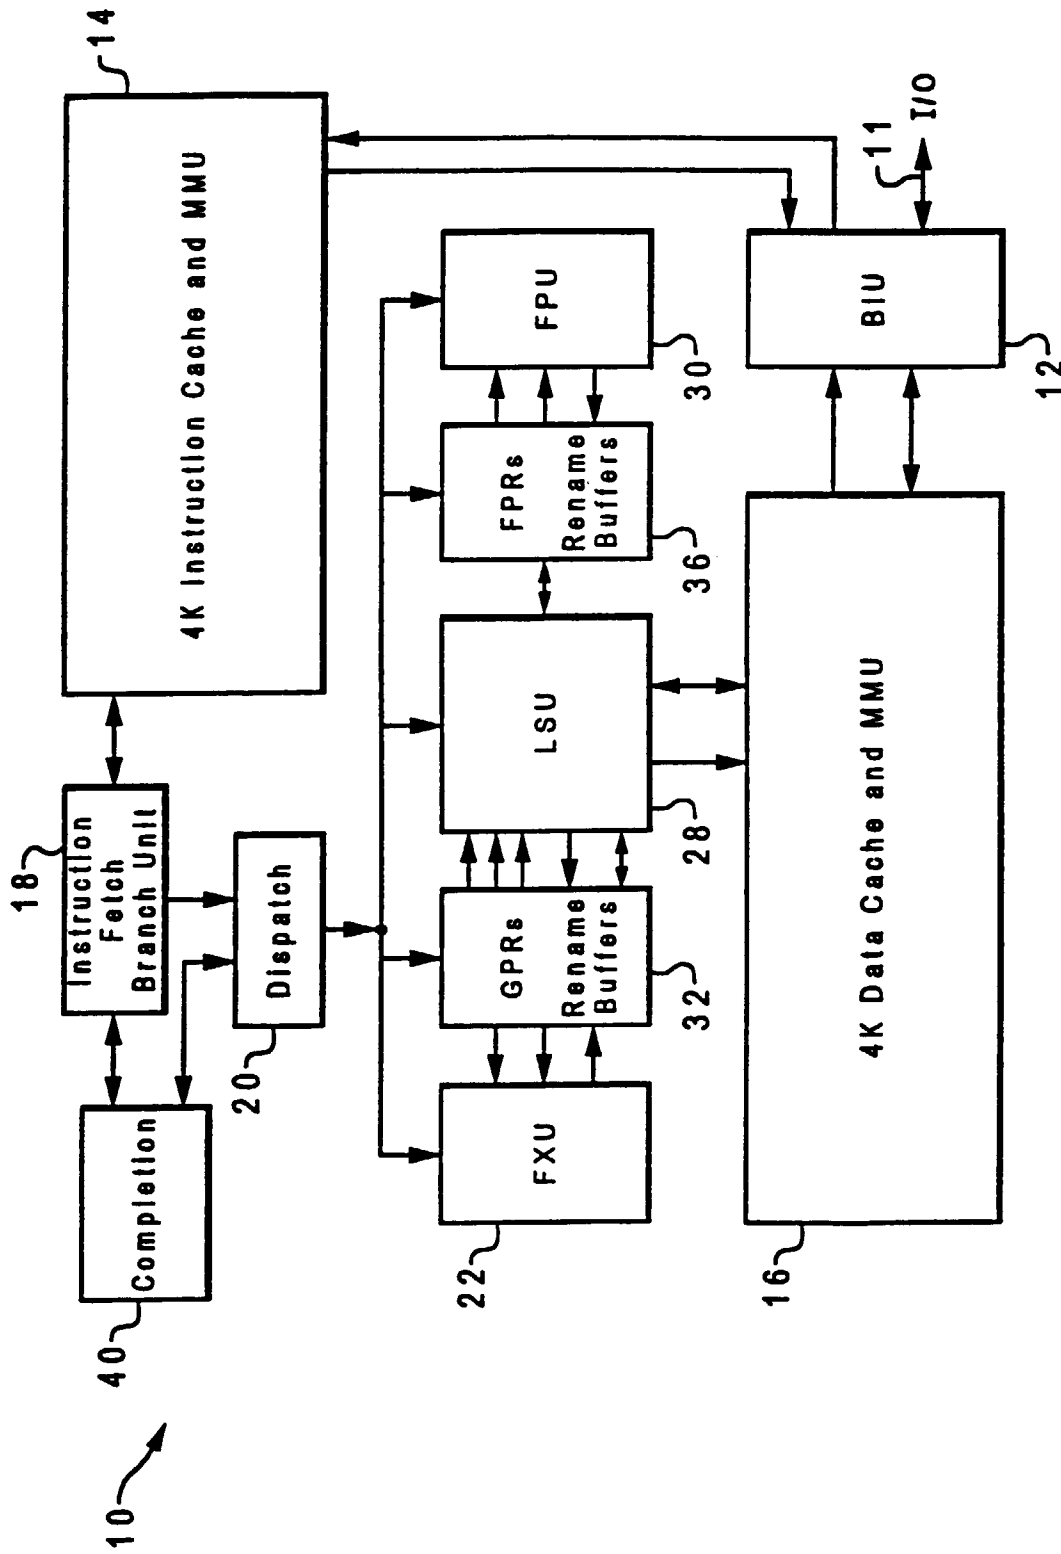 10
40
Completion
18
Instruction
Fetch
Branch Unit
14
4K Instruction Cache and MMU
20
Dispatch
22
FXU
GPRs
Rename
Buffers
32
LSU
28
FPRs
Rename
Buffers
36
FPU
30
16
4K Data Cache and MMU
BIU
12
11
I/O